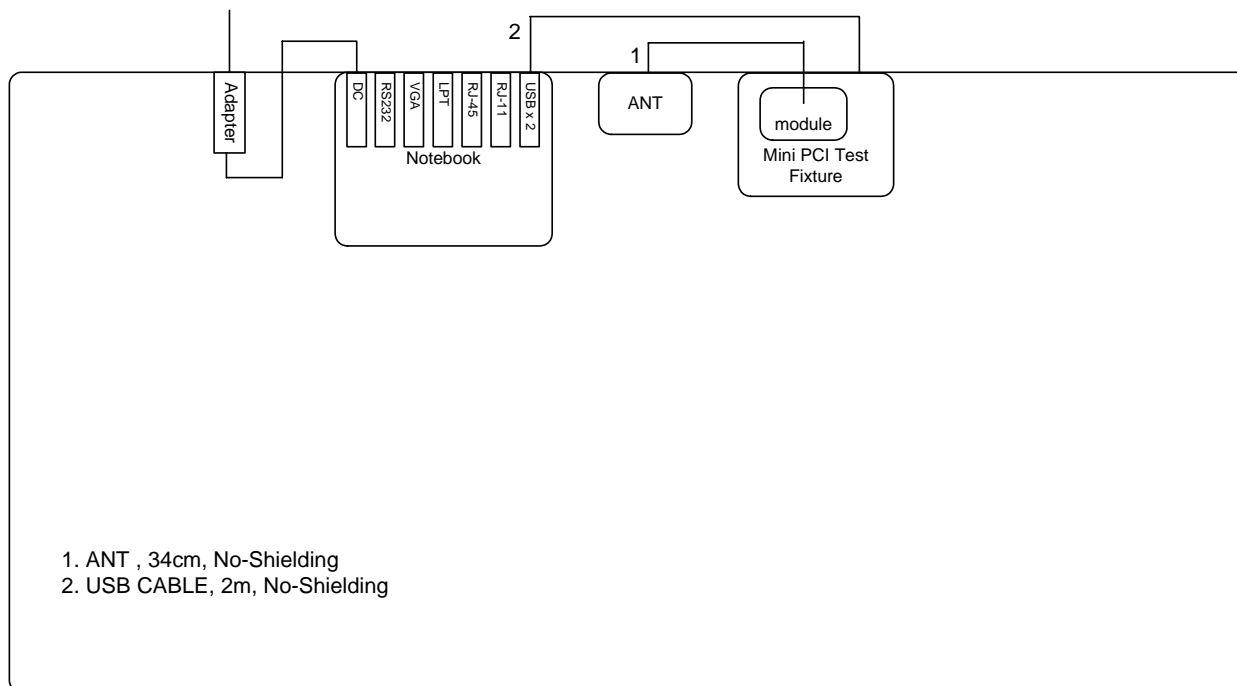 2
1
Adapter
DC
RS232
VGA
LPT
RJ-45
RJ-11
USB x 2
Notebook
ANT
module
Mini PCI Test
Fixture
1. ANT , 34cm, No-Shielding
2. USB CABLE, 2m, No-Shielding